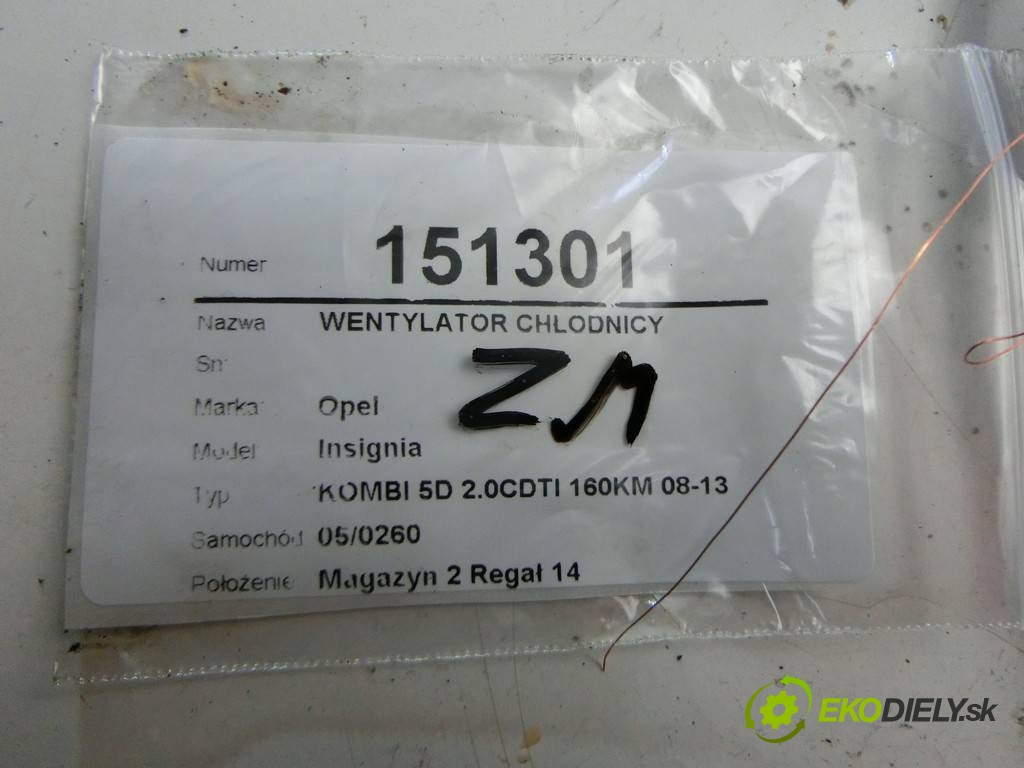 Numer 151301
Nazwa WENTYLATOR CHLODNICY
Sn
ZM
Marka Opel
Model Insignia
Typ KOMBI 5D 2.0CDTI 160KM 08-13
Samochód 05/0260
Położenie Magazyn 2 Regał 14
EKODIELY.sk